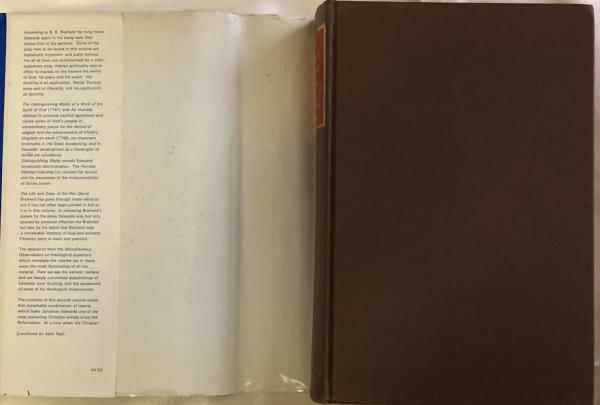 According to B. B. Warfield the long hours
Edwards spent in his study bore their
richest fruit in his sermons. Some of the
sixty-two to be found in this volume are
historically important, and justly famous.
Yet all of them are characterised by a plain,
expository style, intense spirituality and an
effect to impress on the hearers the reality
of God, his grace and his wrath. His
doctrine is all application, 'Rabbi' Duncan
once said of Edwards, and his application
all doctrine.
The Distinguishing Marks of a Work of the
Spirit of God (1741) and An Humble
Attempt to promote explicit agreement and
visible union of God's people in
extraordinary prayer for the revival of
religion and the advancement of Christ's
kingdom on earth (1748) are important
landmarks in the Great Awakening, and in
Edwards' development as a theologian of
revival par excellence.
Distinguishing Marks reveals Edwards'
remarkable discrimination. The Humble
Attempt indicates his concern for revival,
and his awareness of the indispensability
of divine power.
The Life and Diary of the Rev. David
Brainerd has gone through many editions
but it has not often been printed in full as
it is in this volume. In preparing Brainerd's
papers for the press Edwards was not only
spurred by personal affection for Brainerd
but also by his belief that Brainerd was
'a remarkable instance of true and eminent
Christian piety in heart and practice'.
The selections from the Miscellaneous
Observations on theological questions
which complete the volume are in many
ways the most illuminating of all the
material. Here we see the earnest, restless
and yet deeply committed questionings of
Edwards' own thinking, and the spadework
of some of his theological masterpieces.
The contents of this second volume reveal
that remarkable combination of talents
which make Jonathan Edwards one of the
most rewarding Christian writers since the
Reformation. At a time when the Christian
[continued on back flap]